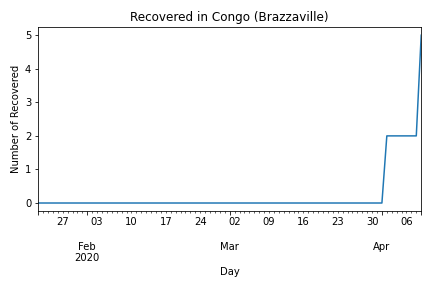 Recovered in Congo (Brazzaville)
5
4
3
2
1
0
Number of Recovered
27 03 10 17 24 02 09 16 23 30 06
Feb Mar Apr
2020
Day